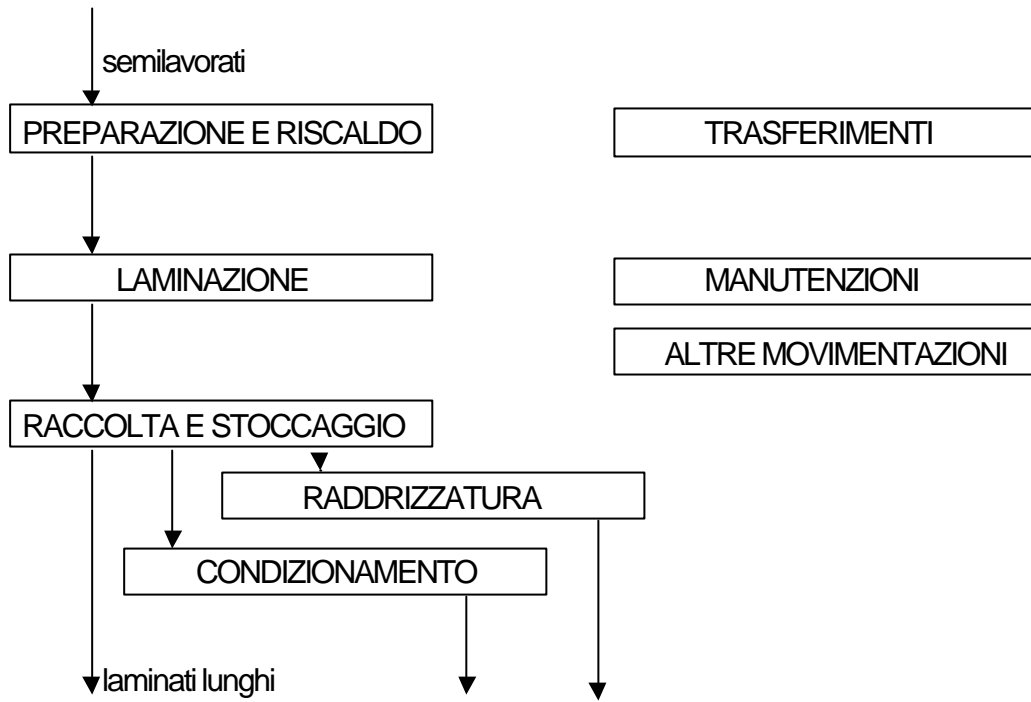 semilavorati
PREPARAZIONE E RISCALDO
TRASFERIMENTI
LAMINAZIONE
MANUTENZIONI
ALTRE MOVIMENTAZIONI
RACCOLTA E STOCCAGGIO
RADDRIZZATURA
CONDIZIONAMENTO
laminati lunghi